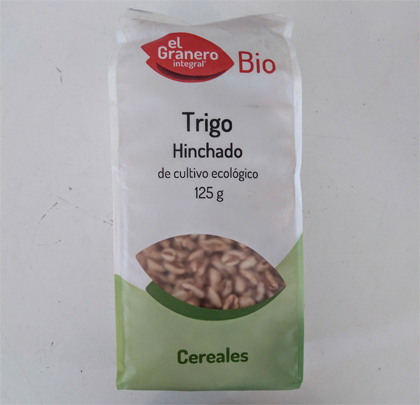 el
Granero
integral®
Bio
Trigo
Hinchado
de cultivo ecológico
125 g
Cereales